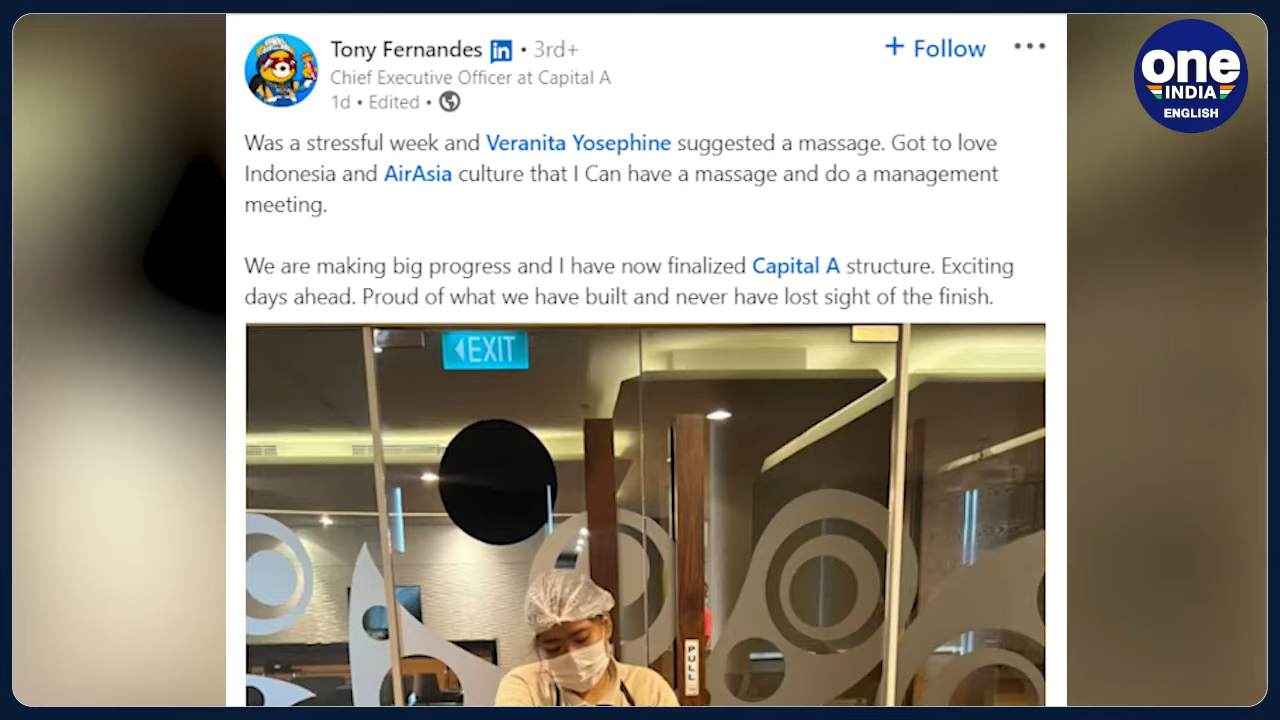 Tony Fernandes in • 3rd+
+ Follow •••
Chief Executive Officer at Capital A
1d • Edited •
Was a stressful week and Veranita Yosephine suggested a massage. Got to love
Indonesia and AirAsia culture that I Can have a massage and do a management
meeting.
We are making big progress and I have now finalized Capital A structure. Exciting
days ahead. Proud of what we have built and never have lost sight of the finish.
EXIT
PULL
one
INDIA
ENGLISH